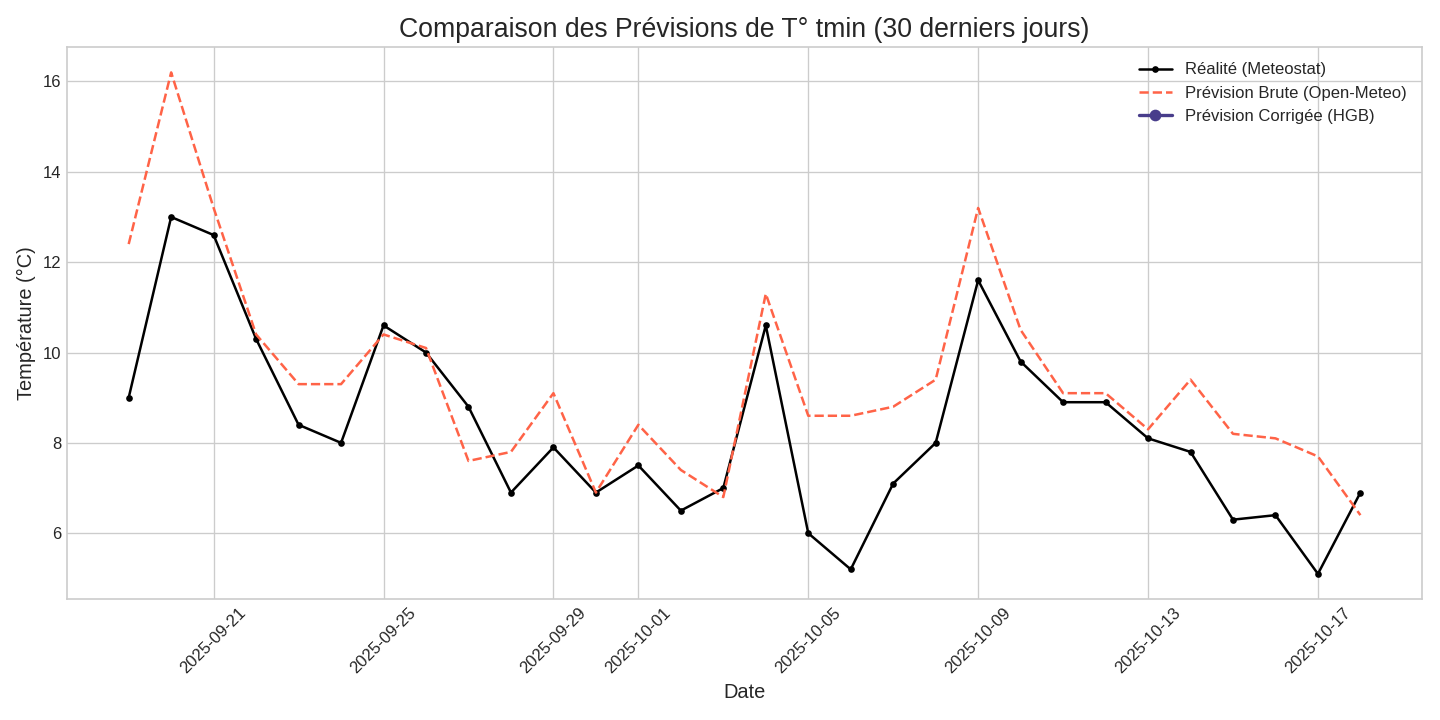 Comparaison des Prévisions de T° tmin (30 derniers jours)
Réalité (Meteostat)
Prévision Brute (Open-Meteo)
Prévision Corrigée (HGB)
Température (°C)
16
14
12
10
8
6
2025-09-21
2025-09-25
2025-09-29
2025-10-01
2025-10-05
2025-10-09
2025-10-13
2025-10-17
Date